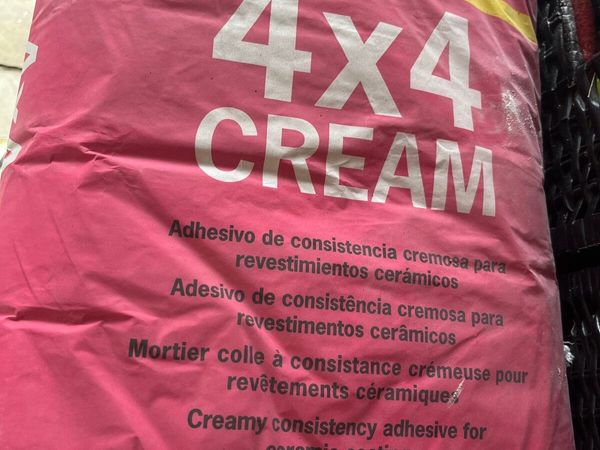 4x4
CREAM
Adhesivo de consistencia cremosa para
revestimientos cerámicos
Adesivo de consistência cremosa para
revestimentos cerâmicos
Mortier colle à consistance crémeuse pour
revêtements céramiques
Creamy consistency adhesive for
ceramic